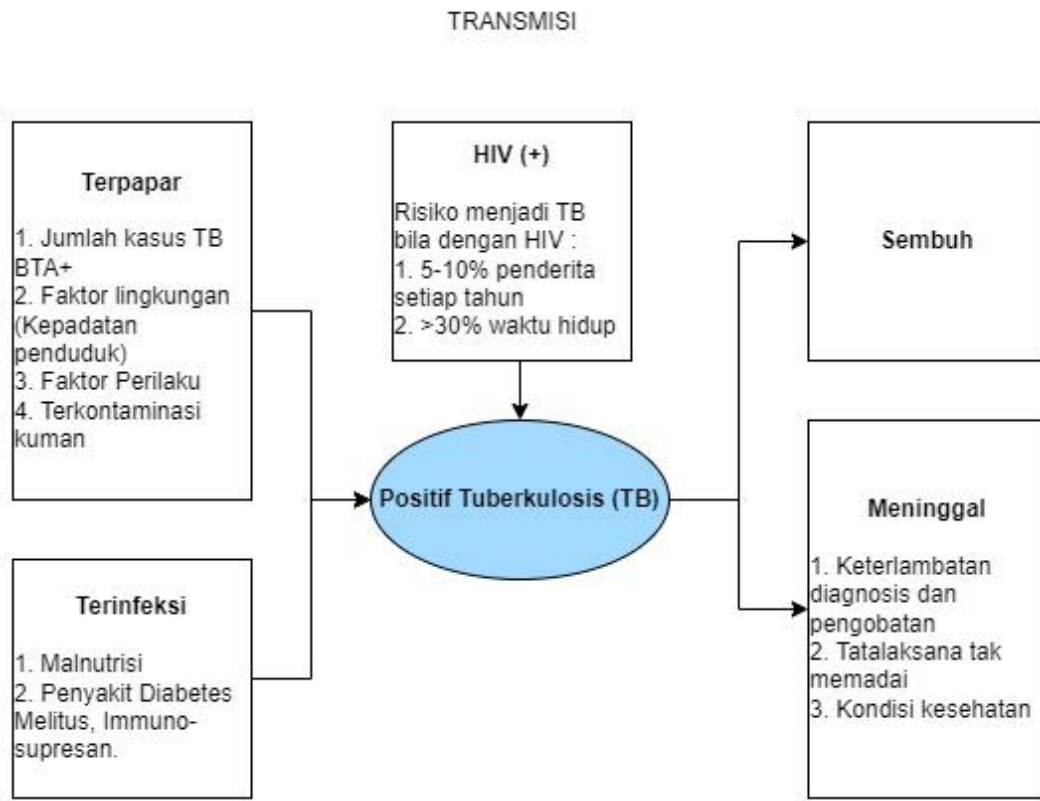 TRANSMISI
Terpapar
1. Jumlah kasus TB
BTA+
2. Faktor lingkungan
(Kepadatan
penduduk)
3. Faktor Perilaku
4. Terkontaminasi
kuman
HIV (+)
Risiko menjadi TB
bila dengan HIV :
1. 5-10% penderita
setiap tahun
2. >30% waktu hidup
Sembuh
Positif Tuberkulosis (TB)
Terinfeksi
1. Malnutrisi
2. Penyakit Diabetes
Melitus, Immuno-
supresan.
Meninggal
1. Keterlambatan
diagnosis dan
pengobatan
2. Tatalaksana tak
memadai
3. Kondisi kesehatan